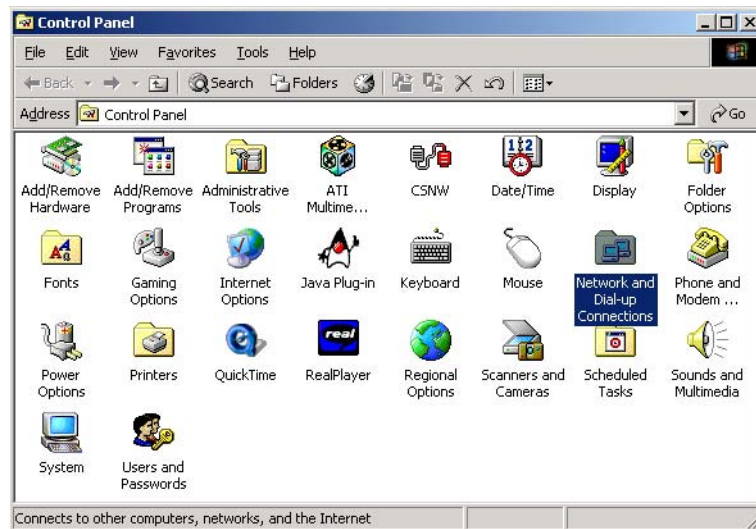 Control Panel
File Edit View Favorites Tools Help
Back Search Folders
Address Control Panel Go
Add/Remove Hardware
Add/Remove Programs
Administrative Tools
ATI Multime...
CSNW
Date/Time
Display
Folder Options
Fonts
Gaming Options
Internet Options
Java Plug-in
Keyboard
Mouse
Network and Dial-up Connections
Phone and Modem ...
Power Options
Printers
QuickTime
real
RealPlayer
Regional Options
Scanners and Cameras
Scheduled Tasks
Sounds and Multimedia
System
Users and Passwords
Connects to other computers, networks, and the Internet